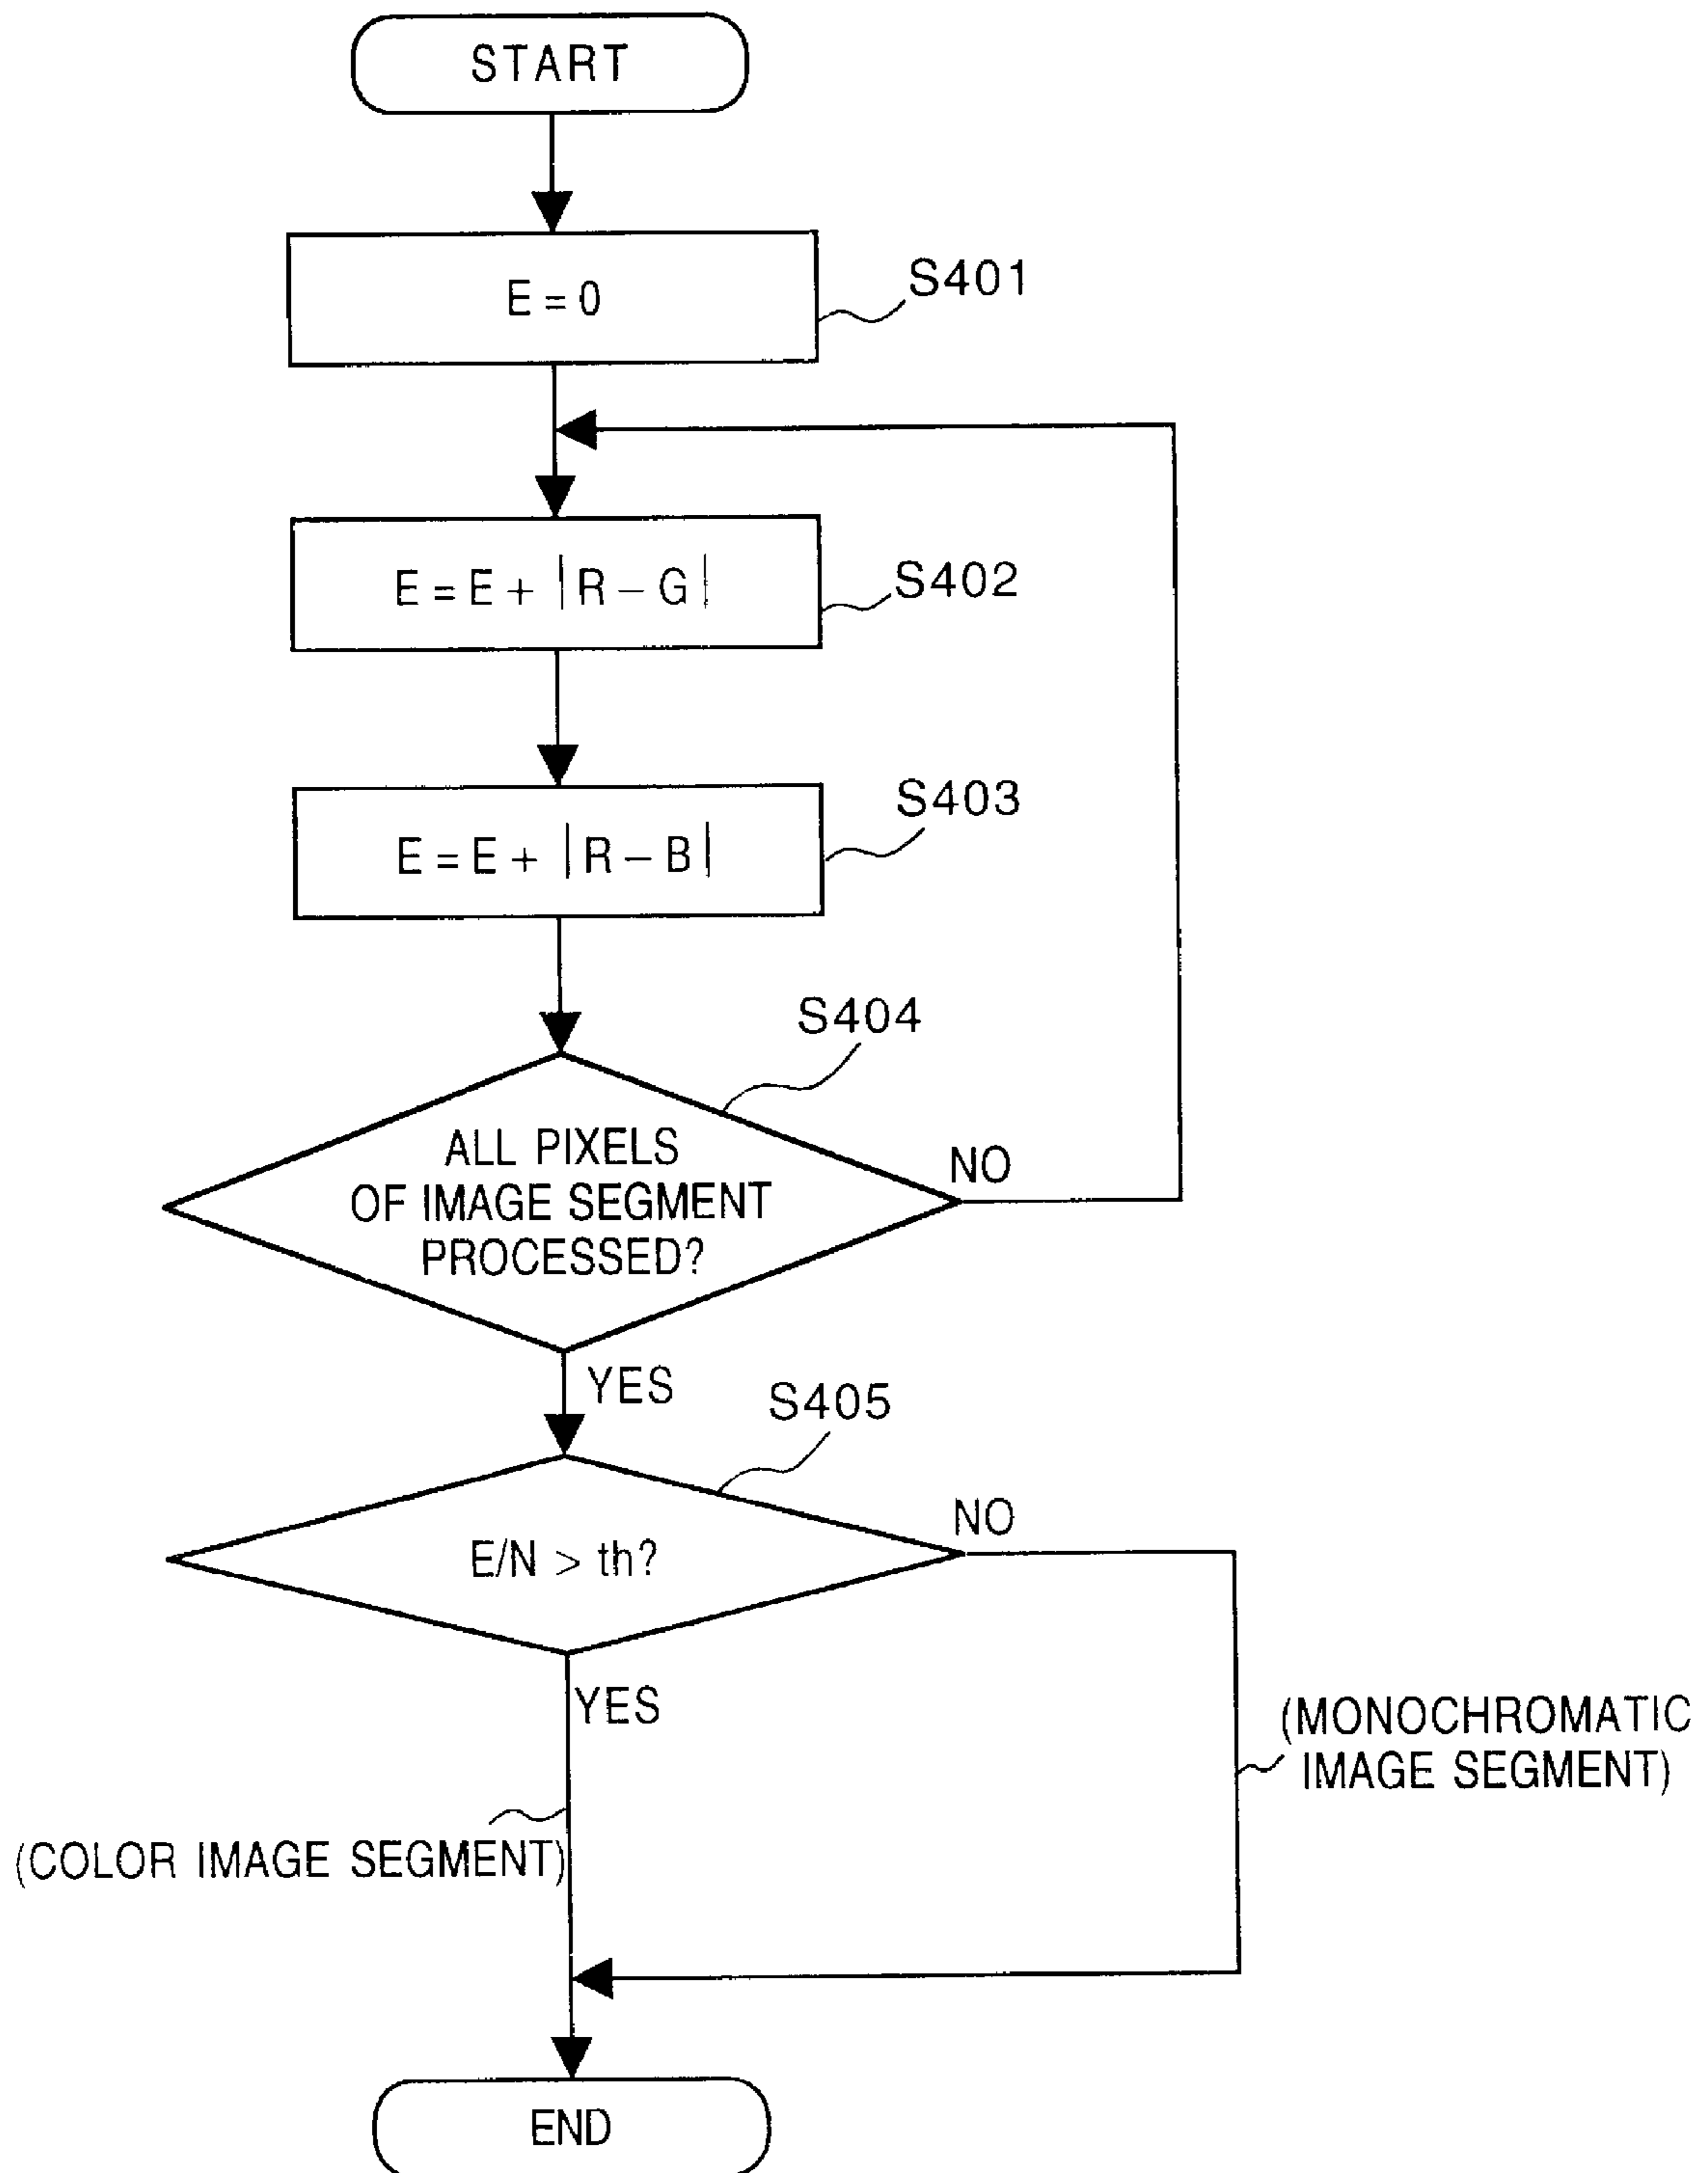 START
E = 0
S401
E = E + |R – G|
S402
S403
E = E + |R – B|
S404
ALL PIXELS
OF IMAGE SEGMENT
PROCESSED?
NO
YES
S405
E/N > th?
NO
YES
(MONOCHROMATIC
IMAGE SEGMENT)
(COLOR IMAGE SEGMENT)
END